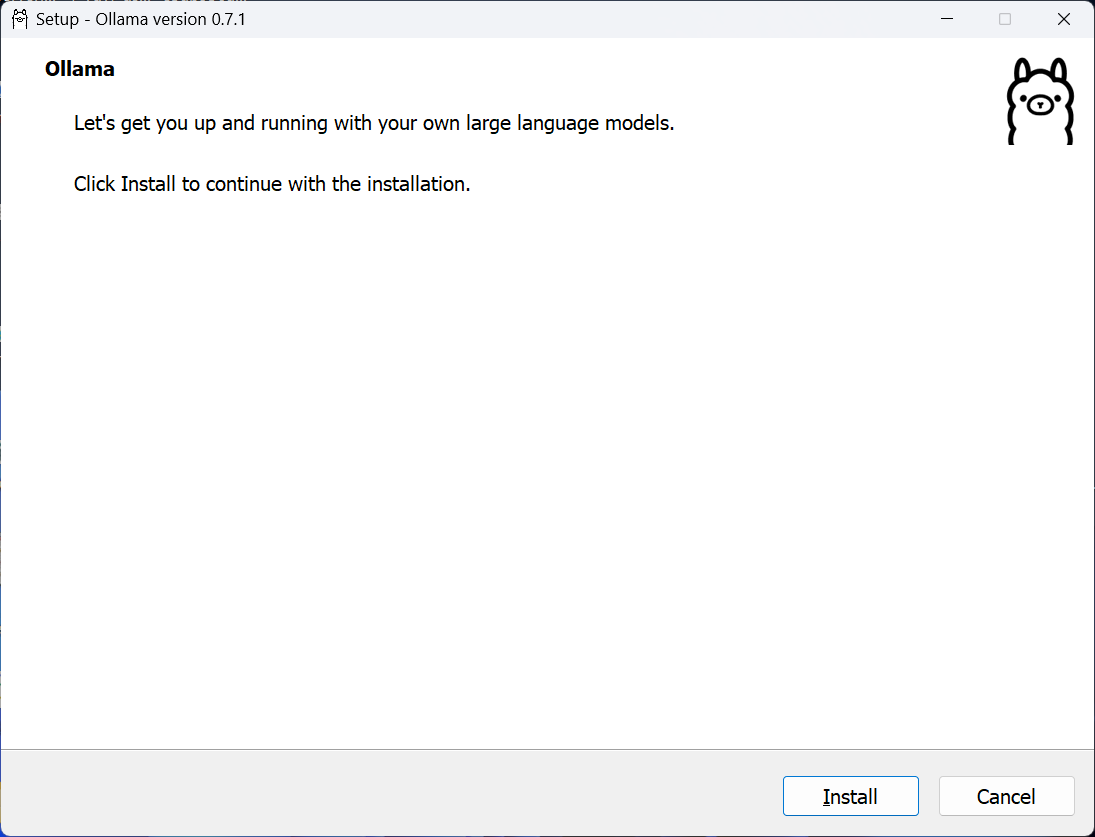 Setup - Ollama version 0.7.1
Ollama
Let's get you up and running with your own large language models.
Click Install to continue with the installation.
Install
Cancel